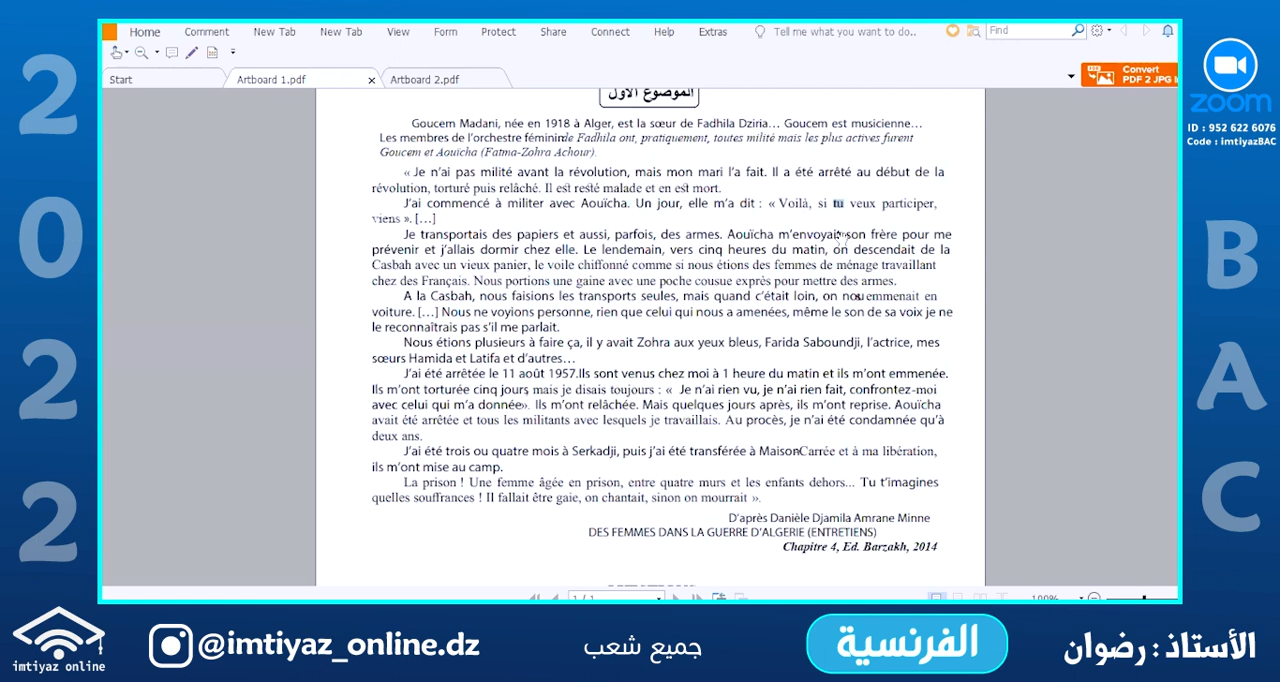 Home Comment New Tab New Tab View Form Protect Share Connect Help Extras Tell me what you want to do.. Find
Start Artboard 1.pdf Artboard 2.pdf
Convert
PDF 2 JPG
zoom
ID : 952 622 6076
Code : imtiyazBAC
2022
BAC
الموضوع الاول
Goucem Madani, née en 1918 à Alger, est la sœur de Fadhila Dziria… Goucem est musicienne…
Les membres de l'orchestre féminin de Fadhila ont, pratiquement, toutes milité mais les plus actives furent
Goucem et Aouïcha (Fatma-Zohra Achour).
« Je n'ai pas milité avant la révolution, mais mon mari l'a fait. Il a été arrêté au début de la
révolution, torturé puis relâché. Il est resté malade et en est mort.
J'ai commencé à militer avec Aouïcha. Un jour, elle m'a dit : « Voilà, si tu veux participer,
viens ». […]
Je transportais des papiers et aussi, parfois, des armes. Aouïcha m'envoyait son frère pour me
prévenir et j'allais dormir chez elle. Le lendemain, vers cinq heures du matin, on descendait de la
Casbah avec un vieux panier, le voile chiffonné comme si nous étions des femmes de ménage travaillant
chez des Français. Nous portions une gaine avec une poche cousue exprès pour mettre des armes.
A la Casbah, nous faisions les transports seules, mais quand c'était loin, on nous emmenait en
voiture. […] Nous ne voyions personne, rien que celui qui nous a amenées, même le son de sa voix je ne
le reconnaîtrais pas s'il me parlait.
Nous étions plusieurs à faire ça, il y avait Zohra aux yeux bleus, Farida Saboundji, l'actrice, mes
sœurs Hamida et Latifa et d'autres…
J'ai été arrêtée le 11 août 1957.Ils sont venus chez moi à 1 heure du matin et ils m'ont emmenée.
Ils m'ont torturée cinq jours mais je disais toujours : « Je n'ai rien vu, je n'ai rien fait, confrontez-moi
avec celui qui m'a donnée». Ils m'ont relâchée. Mais quelques jours après, ils m'ont reprise. Aouïcha
avait été arrêtée et tous les militants avec lesquels je travaillais. Au procès, je n'ai été condamnée qu'à
deux ans.
J'ai été trois ou quatre mois à Serkadji, puis j'ai été transférée à Maison-Carrée et à ma libération,
ils m'ont mise au camp.
La prison ! Une femme âgée en prison, entre quatre murs et les enfants dehors... Tu t'imagines
quelles souffrances ! Il fallait être gaie, on chantait, sinon on mourrait ».
D'après Danièle Djamila Amrane Minne
DES FEMMES DANS LA GUERRE D'ALGERIE (ENTRETIENS)
Chapitre 4, Ed. Barzakh, 2014
1 / 1 100%
imtiyaz online
@imtiyaz_online.dz
جميع شعب
الفرنسية
الأستاذ : رضوان